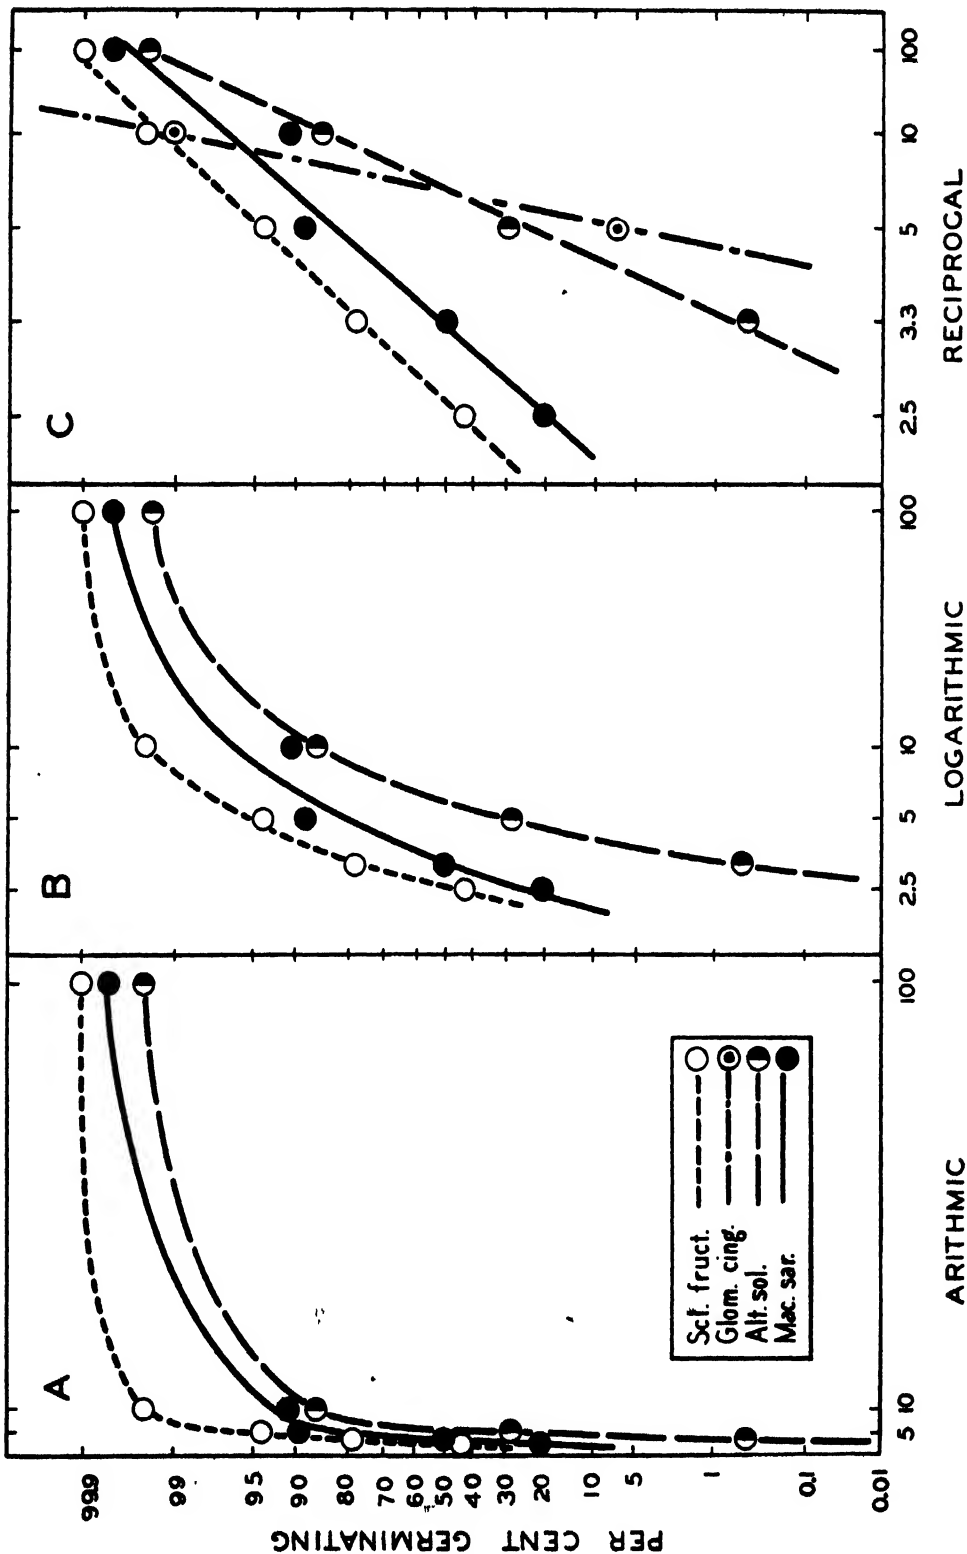 A
B
C
PER CENT GERMINATING
99.9
99
95
90
80
70
60
50
40
30
20
10
5
1
0.1
0.01
Scl. fruct.
Glom. cing.
Alt. sol.
Mac. sar.
5 10 100
2.5 5 10 100
2.5 3.3 5 10 100
ARITHMIC
LOGARITHMIC
RECIPROCAL